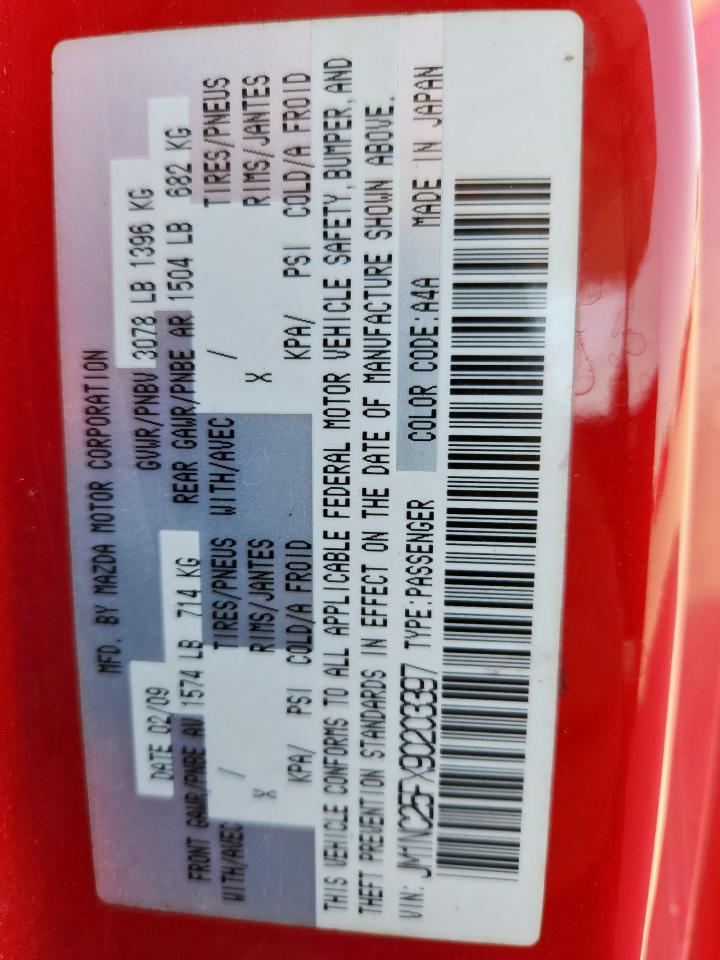 MFD. BY MAZDA MOTOR CORPORATION
DATE 02/09 GVWR/PNBV 3078 LB 1396 KG
FRONT GAWR/PNBE AV 1574 LB 714 KG REAR GAWR/PNBE AR 1504 LB 682 KG
TIRES/PNEUS TIRES/PNEUS
WITH/AVEC / WITH/AVEC /
RIMS/JANTES RIMS/JANTES
X X
KPA/ PSI COLD/A FROID KPA/ PSI COLD/A FROID
THIS VEHICLE CONFORMS TO ALL APPLICABLE FEDERAL MOTOR VEHICLE SAFETY, BUMPER, AND
THEFT PREVENTION STANDARDS IN EFFECT ON THE DATE OF MANUFACTURE SHOWN ABOVE.
VIN: JM1NC25FX90203397 TYPE:PASSENGER COLOR CODE:A4A MADE IN JAPAN